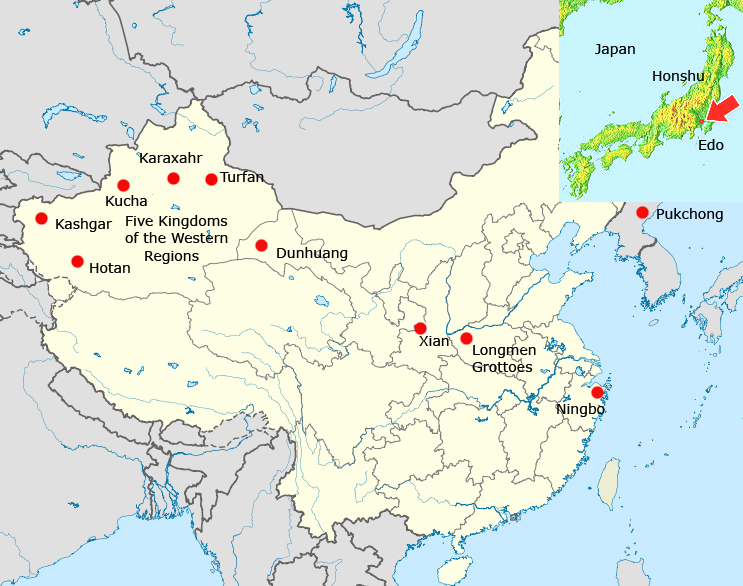 Japan
Honshu
Edo
Karaxahr
Turfan
Kucha
Kashgar
Five Kingdoms
of the Western
Regions
Pukchong
Dunhuang
Hotan
Xian
Longmen
Grottoes
Ningbo